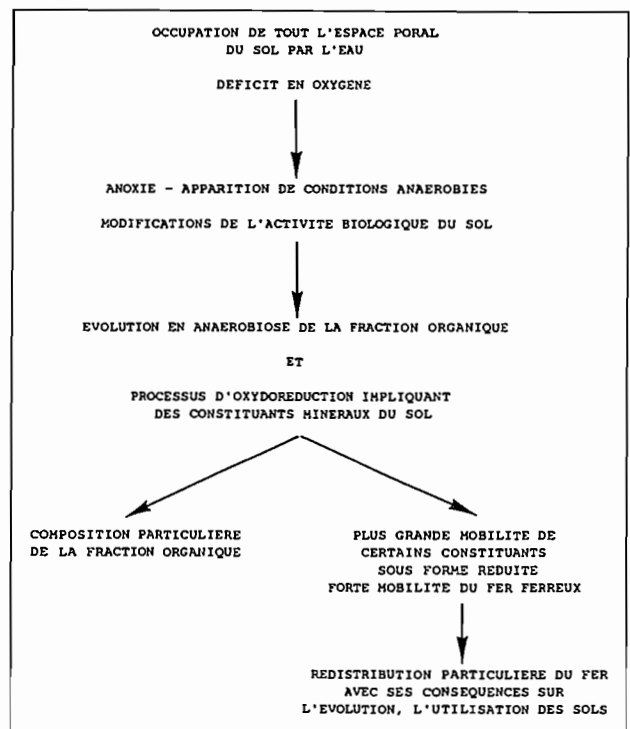 OCCUPATION DE TOUT L'ESPACE PORAL
DU SOL PAR L'EAU
DEFICIT EN OXYGENE
ANOXIE - APPARITION DE CONDITIONS ANAEROBIES
MODIFICATIONS DE L'ACTIVITE BIOLOGIQUE DU SOL
EVOLUTION EN ANAEROBIOSE DE LA FRACTION ORGANIQUE
ET
PROCESSUS D'OXYDOREDUCTION IMPLIQUANT
DES CONSTITUANTS MINERAUX DU SOL
COMPOSITION PARTICULIERE
DE LA FRACTION ORGANIQUE
PLUS GRANDE MOBILITE DE
CERTAINS CONSTITUANTS
SOUS FORME REDUITE
FORTE MOBILITE DU FER FERREUX
REDISTRIBUTION PARTICULIERE DU FER
AVEC SES CONSEQUENCES SUR
L'EVOLUTION, L'UTILISATION DES SOLS